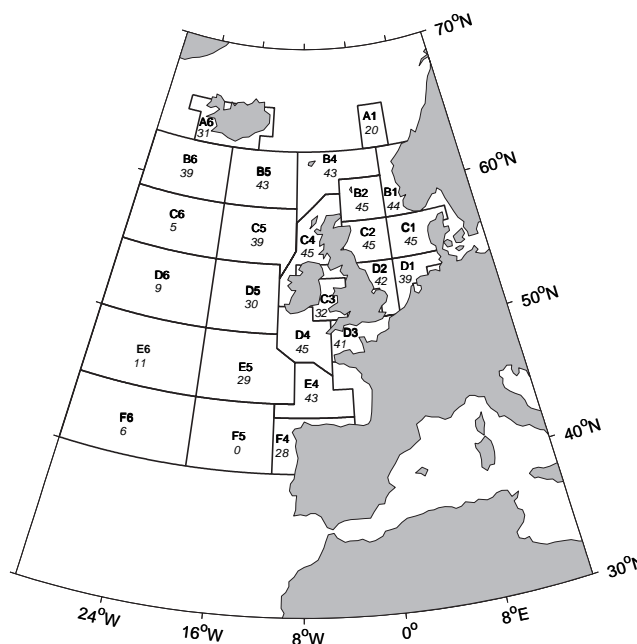 70°N
A6
31
A1
20
60°N
B6
39
B5
43
B4
43
B2
45
B1
44
C6
5
C5
39
C4
45
C2
45
C1
45
D6
9
D5
30
C3
32
D2
42
D1
39
50°N
D4
45
D3
41
E6
11
E5
29
E4
43
F6
6
F5
0
F4
28
40°N
30°N
24°W
16°W
8°W
0°
8°E